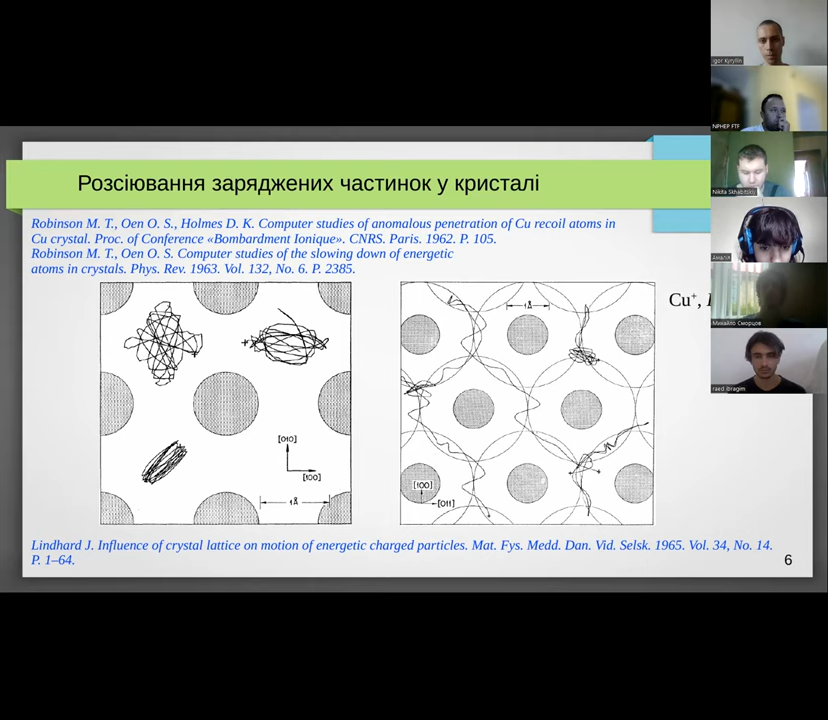 Igor Kyryllin
NPHEP FTF
Nikita Skhabitskiy
Амалія
Михайло Сморцов
raed ibragim
Розсіювання заряджених частинок у кристалі
Robinson M. T., Oen O. S., Holmes D. K. Computer studies of anomalous penetration of Cu recoil atoms in
Cu crystal. Proc. of Conference «Bombardment Ionique». CNRS. Paris. 1962. P. 105.
Robinson M. T., Oen O. S. Computer studies of the slowing down of energetic
atoms in crystals. Phys. Rev. 1963. Vol. 132, No. 6. P. 2385.
Cu⁺,
[010]
[100]
1Å
1Å
[100]
[011]
Lindhard J. Influence of crystal lattice on motion of energetic charged particles. Mat. Fys. Medd. Dan. Vid. Selsk. 1965. Vol. 34, No. 14.
P. 1–64.
6